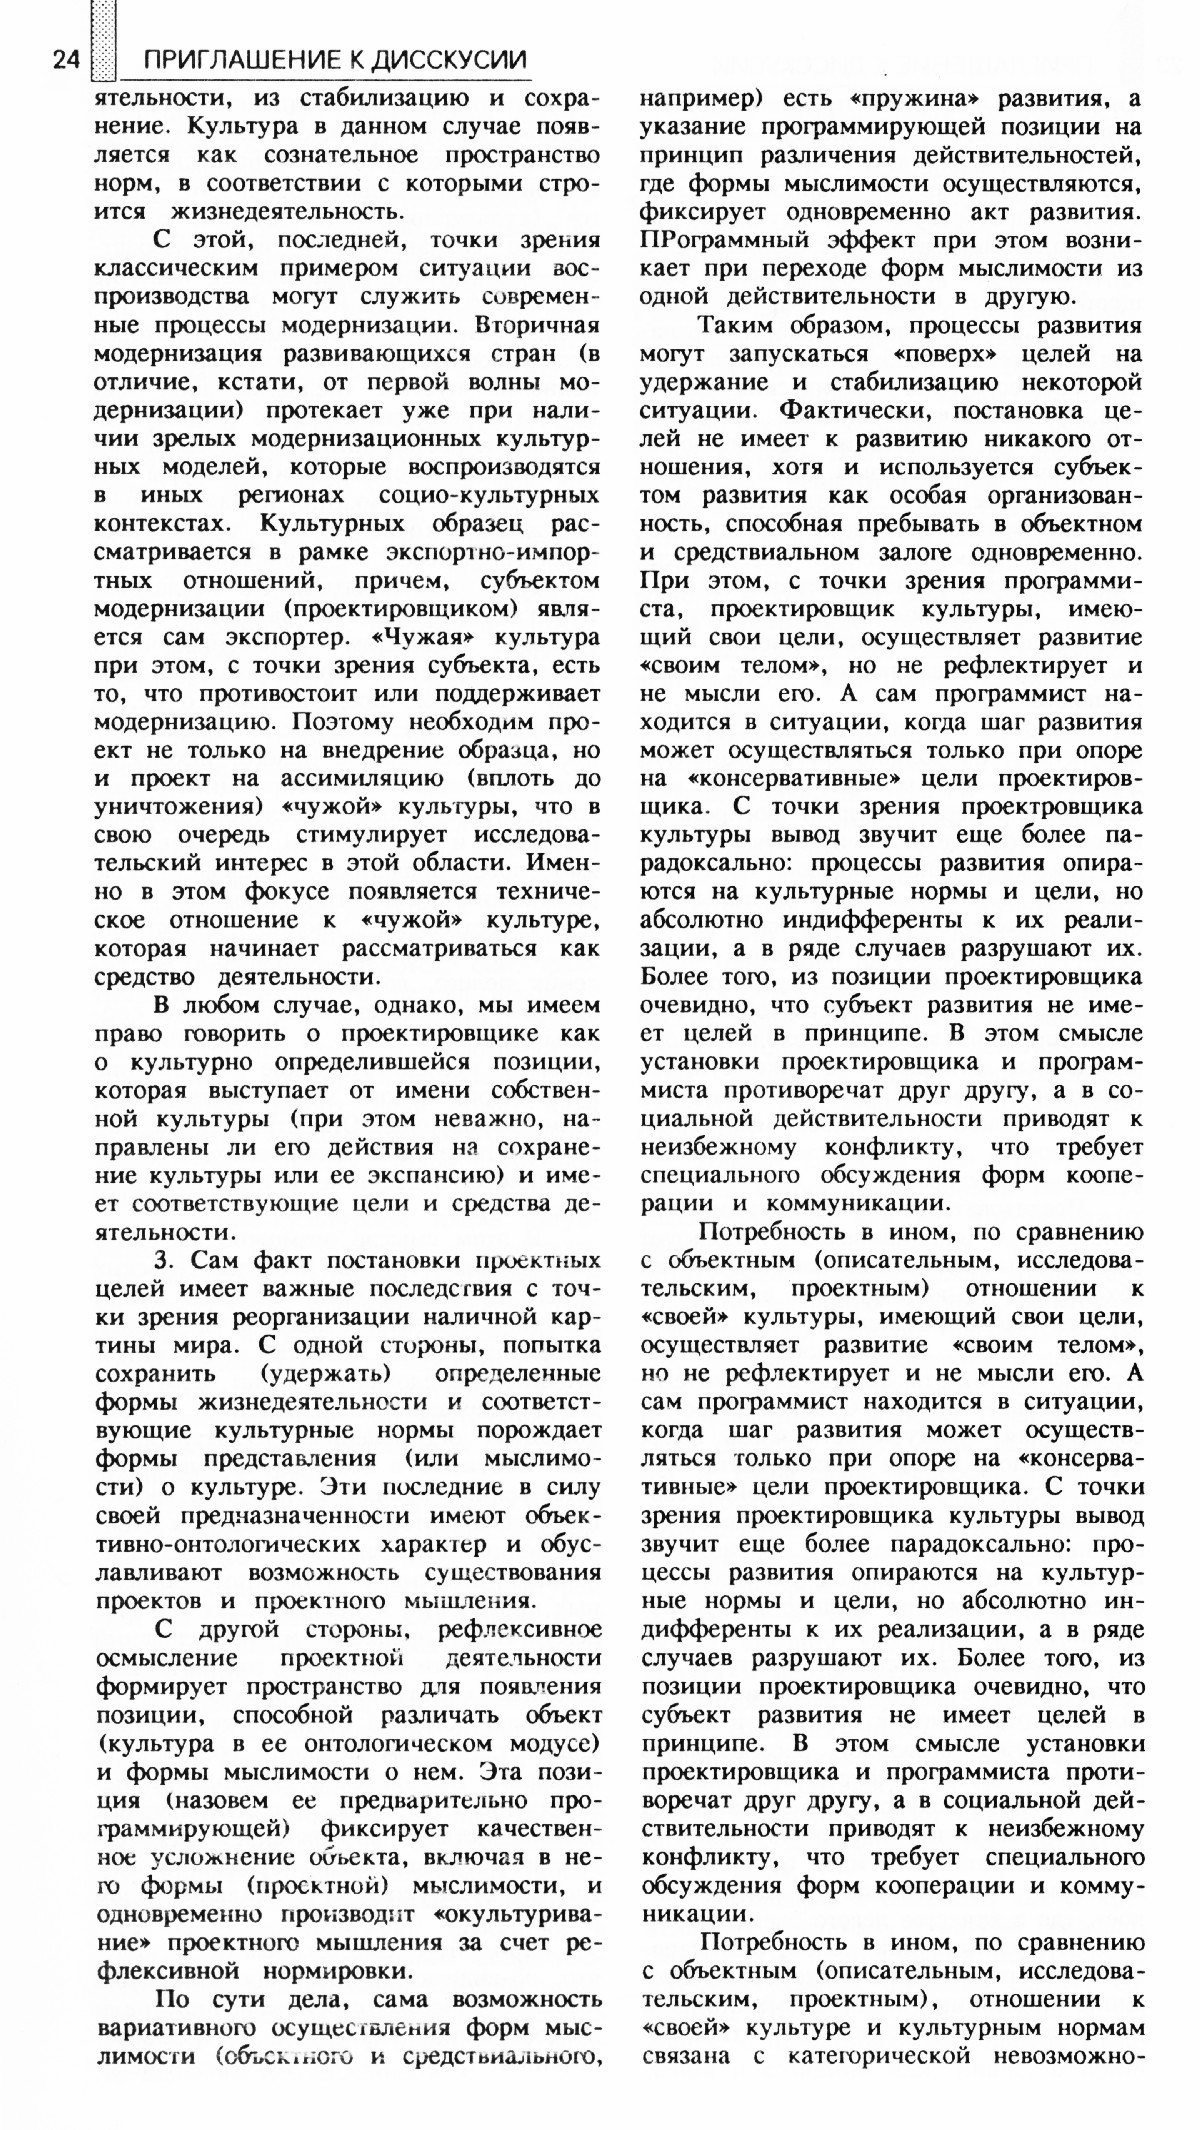 24
ПРИГЛАШЕНИЕ К ДИССКУСИИ
ятельности, из стабилизацию и сохра-
нение. Культура в данном случае появ-
ляется как сознательное пространство
норм, в соответствии с которыми стро-
ится жизнедеятельность.
С этой, последней, точки зрения
классическим примером ситуации вос-
производства могут служить современ-
ные процессы модернизации. Вторичная
модернизация развивающихся стран (в
отличие, кстати, от первой волны мо-
дернизации) протекает уже при нали-
чии зрелых модернизационных культур-
ных моделей, которые воспроизводятся
в иных регионах социо-культурных
контекстах. Культурных образец рас-
сматривается в рамке экспортно-импор-
тных отношений, причем, субъектом
модернизации (проектировщиком) явля-
ется сам экспортер. «Чужая» культура
при этом, с точки зрения субъекта, есть
то, что противостоит или поддерживает
модернизацию. Поэтому необходим про-
ект не только на внедрение образца, но
и проект на ассимиляцию (вплоть до
уничтожения) «чужой» культуры, что в
свою очередь стимулирует исследова-
тельский интерес в этой области. Имен-
но в этом фокусе появляется техниче-
ское отношение к «чужой» культуре,
которая начинает рассматриваться как
средство деятельности.
В любом случае, однако, мы имеем
право говорить о проектировщике как
о культурно определившейся позиции,
которая выступает от имени собствен-
ной культуры (при этом неважно, на-
правлены ли его действия на сохране-
ние культуры или ее экспансию) и име-
ет соответствующие цели и средства де-
ятельности.
3. Сам факт постановки проектных
целей имеет важные последствия с точ-
ки зрения реорганизации наличной кар-
тины мира. С одной стороны, попытка
сохранить (удержать) определенные
формы жизнедеятельности и соответст-
вующие культурные нормы порождает
формы представления (или мыслимо-
сти) о культуре. Эти последние в силу
своей предназначенности имеют объек-
тивно-онтологических характер и обус-
лавливают возможность существования
проектов и проектного мышления.
С другой стороны, рефлексивное
осмысление проектной деятельности
формирует пространство для появления
позиции, способной различать объект
(культура в ее онтологическом модусе)
и формы мыслимости о нем. Эта пози-
ция (назовем ее предварительно про-
граммирующей) фиксирует качествен-
ное усложнение объекта, включая в не-
го формы (проектной) мыслимости, и
одновременно производит «окультурива-
ние» проектного мышления за счет ре-
флексивной нормировки.
По сути дела, сама возможность
вариативного осуществления форм мыс-
лимости (объектного и средствиального,
например) есть «пружина» развития, а
указание программирующей позиции на
принцип различения действительностей,
где формы мыслимости осуществляются,
фиксирует одновременно акт развития.
ПРограммный эффект при этом возни-
кает при переходе форм мыслимости из
одной действительности в другую.
Таким образом, процессы развития
могут запускаться «поверх» целей на
удержание и стабилизацию некоторой
ситуации. Фактически, постановка це-
лей не имеет к развитию никакого от-
ношения, хотя и используется субъек-
том развития как особая организован-
ность, способная пребывать в объектном
и средствиальном залоге одновременно.
При этом, с точки зрения программи-
ста, проектировщик культуры, имею-
щий свои цели, осуществляет развитие
«своим телом», но не рефлектирует и
не мысли его. А сам программист на-
ходится в ситуации, когда шаг развития
может осуществляться только при опоре
на «консервативные» цели проектиров-
щика. С точки зрения проектровщика
культуры вывод звучит еще более па-
радоксально: процессы развития опира-
ются на культурные нормы и цели, но
абсолютно индифферентны к их реали-
зации, а в ряде случаев разрушают их.
Более того, из позиции проектировщика
очевидно, что субъект развития не име-
ет целей в принципе. В этом смысле
установки проектировщика и програм-
миста противоречат друг другу, а в со-
циальной действительности приводят к
неизбежному конфликту, что требует
специального обсуждения форм коопе-
рации и коммуникации.
Потребность в ином, по сравнению
с объектным (описательным, исследова-
тельским, проектным) отношении к
«своей» культуры, имеющий свои цели,
осуществляет развитие «своим телом»,
но не рефлектирует и не мысли его. А
сам программист находится в ситуации,
когда шаг развития может осуществ-
ляться только при опоре на «консерва-
тивные» цели проектировщика. С точки
зрения проектировщика культуры вывод
звучит еще более парадоксально: про-
цессы развития опираются на культур-
ные нормы и цели, но абсолютно ин-
дифференты к их реализации, а в ряде
случаев разрушают их. Более того, из
позиции проектировщика очевидно, что
субъект развития не имеет целей в
принципе. В этом смысле установки
проектировщика и программиста проти-
воречат друг другу, а в социальной дей-
ствительности приводят к неизбежному
конфликту, что требует специального
обсуждения форм кооперации и комму-
никации.
Потребность в ином, по сравнению
с объектным (описательным, исследова-
тельским, проектным), отношении к
«своей» культуре и культурным нормам
связана с категорической невозможно-